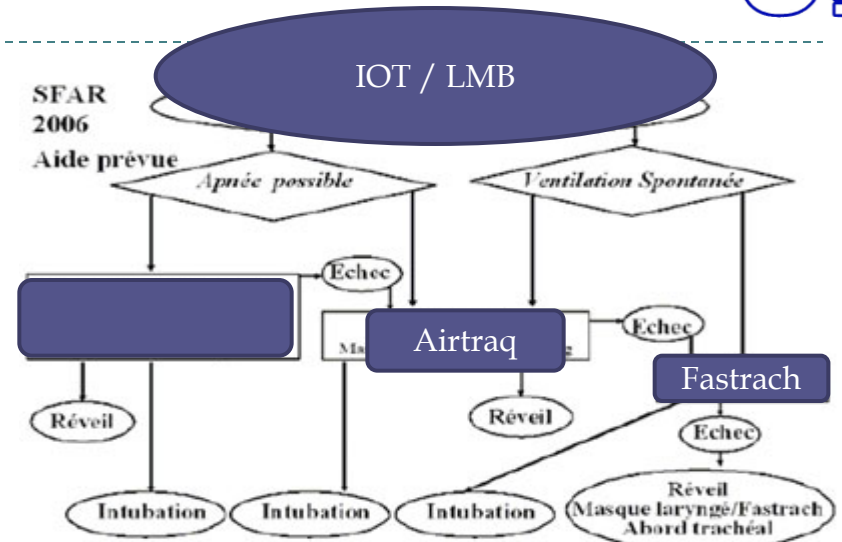 IOT / LMB
SFAR
2006
Aide prévue
Apnée possible
Ventilation Spontanée
Echec
Echec
Airtraq
Fastrach
Réveil
Réveil
Echec
Intubation
Intubation
Intubation
Réveil
Masque laryngé/Fastrach
Abord trachéal